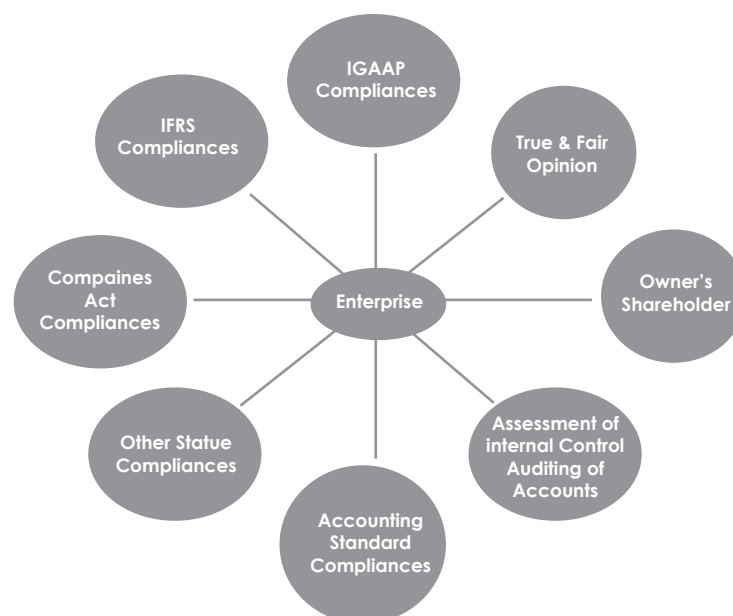 IGAAP
Compliances
True & Fair
Opinion
IFRS
Compliances
Owner's
Shareholder
Enterprise
Compaines
Act
Compliances
Assessment of
internal Control
Auditing of
Accounts
Other Statue
Compliances
Accounting
Standard
Compliances